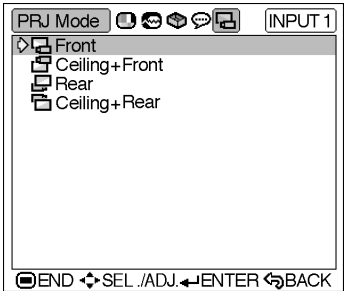 PRJ Mode INPUT 1
Front
Ceiling+Front
Rear
Ceiling+Rear
END SEL./ADJ. ENTER BACK